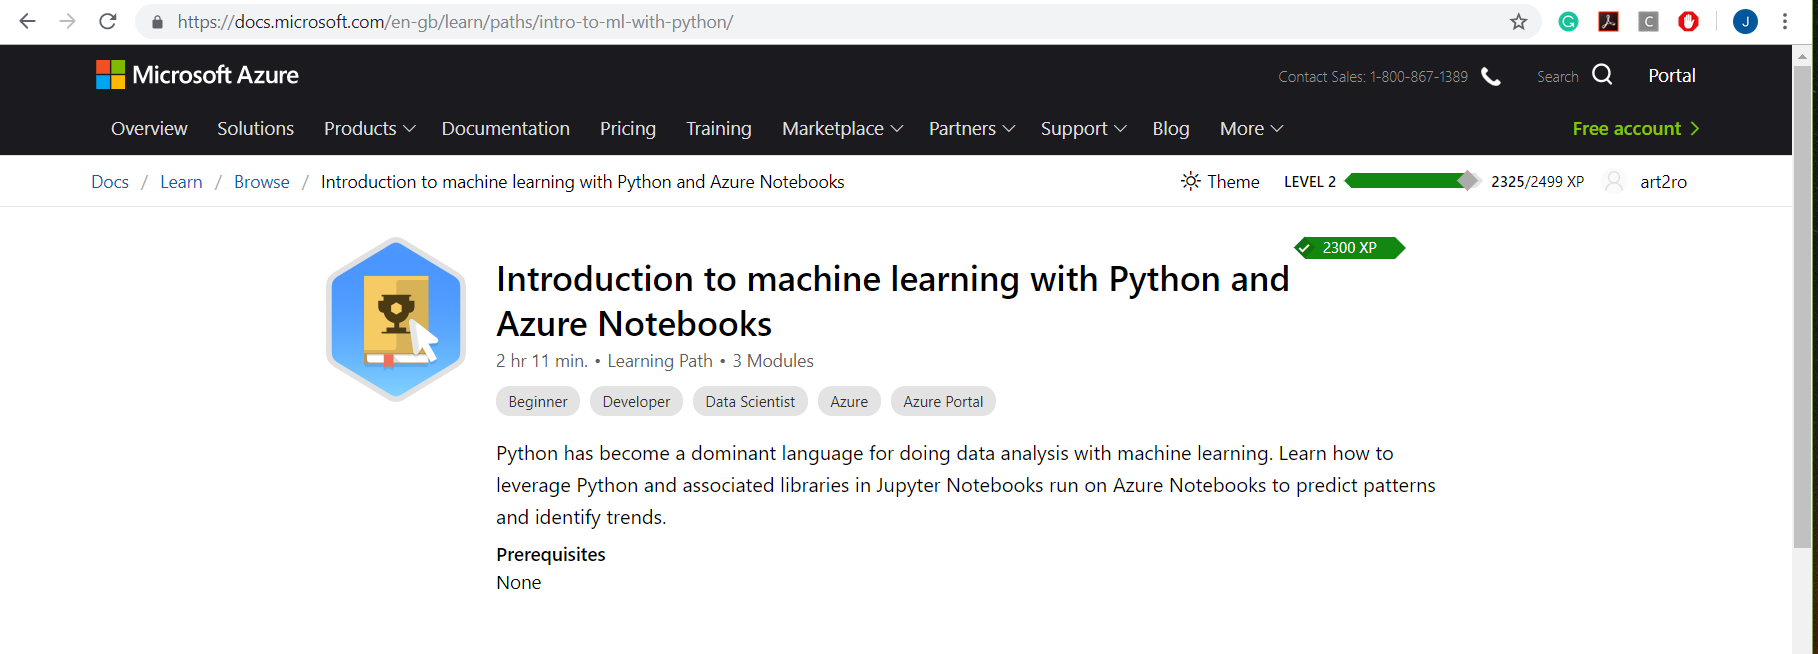 https://docs.microsoft.com/en-gb/learn/paths/intro-to-ml-with-python/
C
J
Microsoft Azure
Contact Sales: 1-800-867-1389
Search
Portal
Overview Solutions Products Documentation Pricing Training Marketplace Partners Support Blog More
Free account
Docs / Learn / Browse / Introduction to machine learning with Python and Azure Notebooks
Theme LEVEL 2 2325/2499 XP art2ro
2300 XP
Introduction to machine learning with Python and
Azure Notebooks
2 hr 11 min. • Learning Path • 3 Modules
Beginner Developer Data Scientist Azure Azure Portal
Python has become a dominant language for doing data analysis with machine learning. Learn how to
leverage Python and associated libraries in Jupyter Notebooks run on Azure Notebooks to predict patterns
and identify trends.
Prerequisites
None